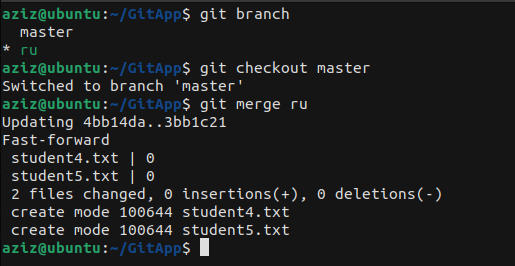 aziz@ubuntu:~/GitApp$ git branch
  master
* ru
aziz@ubuntu:~/GitApp$ git checkout master
Switched to branch 'master'
aziz@ubuntu:~/GitApp$ git merge ru
Updating 4bb14da..3bb1c21
Fast-forward
 student4.txt | 0
 student5.txt | 0
 2 files changed, 0 insertions(+), 0 deletions(-)
 create mode 100644 student4.txt
 create mode 100644 student5.txt
aziz@ubuntu:~/GitApp$